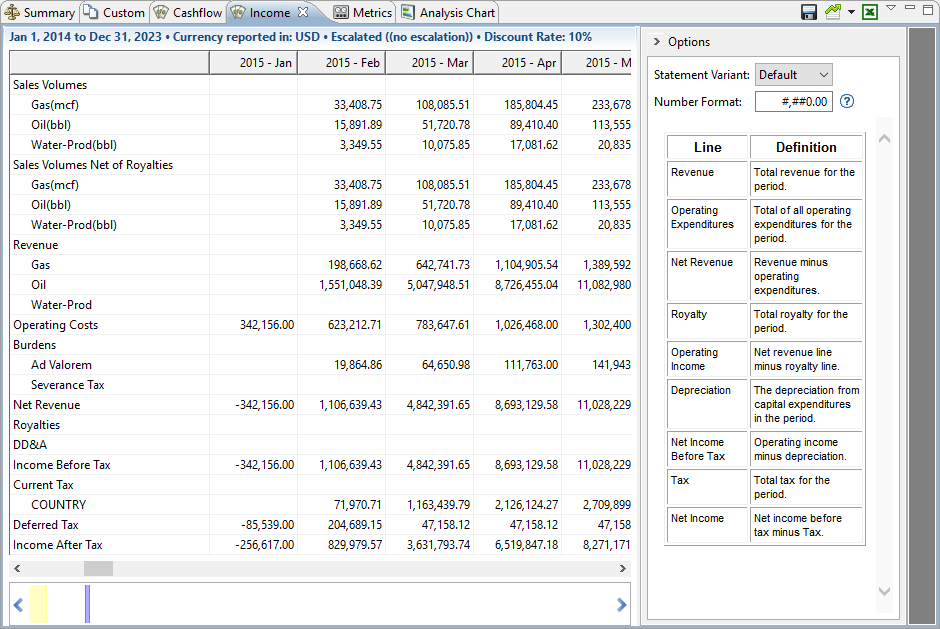 Summary Custom Cashflow Income Metrics Analysis Chart
Jan 1, 2014 to Dec 31, 2023 • Currency reported in: USD • Escalated ((no escalation)) • Discount Rate: 10%
2015 - Jan 2015 - Feb 2015 - Mar 2015 - Apr 2015 - M
Sales Volumes
Gas(mcf) 33,408.75 108,085.51 185,804.45 233,678
Oil(bbl) 15,891.89 51,720.78 89,410.40 113,555
Water-Prod(bbl) 3,349.55 10,075.85 17,081.62 20,835
Sales Volumes Net of Royalties
Gas(mcf) 33,408.75 108,085.51 185,804.45 233,678
Oil(bbl) 15,891.89 51,720.78 89,410.40 113,555
Water-Prod(bbl) 3,349.55 10,075.85 17,081.62 20,835
Revenue
Gas 198,668.62 642,741.73 1,104,905.54 1,389,592
Oil 1,551,048.39 5,047,948.51 8,726,455.04 11,082,980
Water-Prod
Operating Costs 342,156.00 623,212.71 783,647.61 1,026,468.00 1,302,400
Burdens
Ad Valorem 19,864.86 64,650.98 111,763.00 141,943
Severance Tax
Net Revenue -342,156.00 1,106,639.43 4,842,391.65 8,693,129.58 11,028,229
Royalties
DD&A
Income Before Tax -342,156.00 1,106,639.43 4,842,391.65 8,693,129.58 11,028,229
Current Tax
COUNTRY 71,970.71 1,163,439.79 2,126,124.27 2,709,899
Deferred Tax -85,539.00 204,689.15 47,158.12 47,158.12 47,158
Income After Tax -256,617.00 829,979.57 3,631,793.74 6,519,847.18 8,271,171
Options
Statement Variant: Default
Number Format: #,##0.00 ?
Line Definition
Revenue Total revenue for the
period.
Operating Total of all operating
Expenditures expenditures for the
period.
Net Revenue Revenue minus
operating
expenditures.
Royalty Total royalty for the
period.
Operating Net revenue line
Income minus royalty line.
Depreciation The depreciation from
capital expenditures
in the period.
Net Income Operating income
Before Tax minus depreciation.
Tax Total tax for the
period.
Net Income Net income before
tax minus Tax.